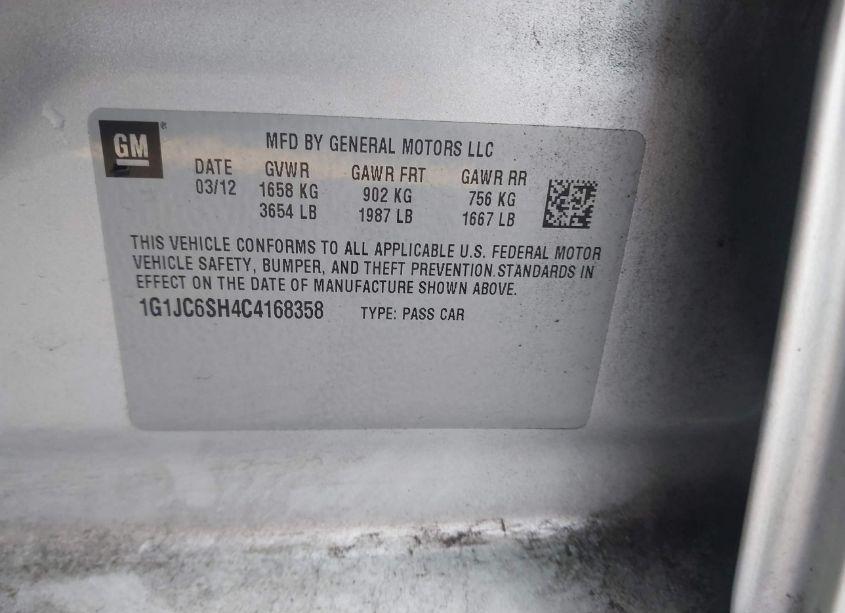 GM
MFD BY GENERAL MOTORS LLC
DATE GVWR GAWR FRT GAWR RR
03/12 1658 KG 902 KG 756 KG
3654 LB 1987 LB 1667 LB
THIS VEHICLE CONFORMS TO ALL APPLICABLE U.S. FEDERAL MOTOR
VEHICLE SAFETY, BUMPER, AND THEFT PREVENTION STANDARDS IN
EFFECT ON THE DATE OF MANUFACTURE SHOWN ABOVE.
1G1JC6SH4C4168358 TYPE: PASS CAR